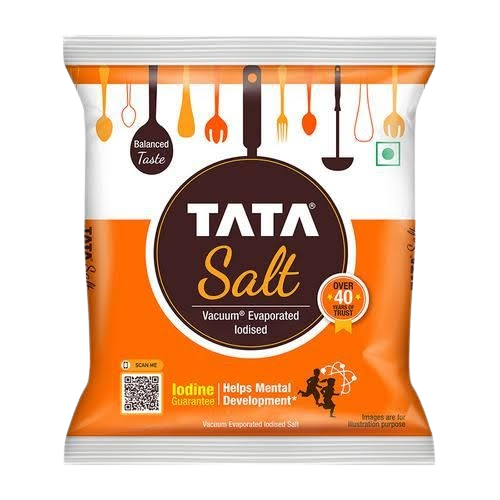 Balanced
Taste
TATA®
Salt
Vacuum® Evaporated
Iodised
TATA Salt
OVER
40
YEARS OF
TRUST
SCAN ME
Iodine
Guarantee
Helps Mental
Development*
Images are for
illustration purpose
Vacuum Evaporated Iodised Salt